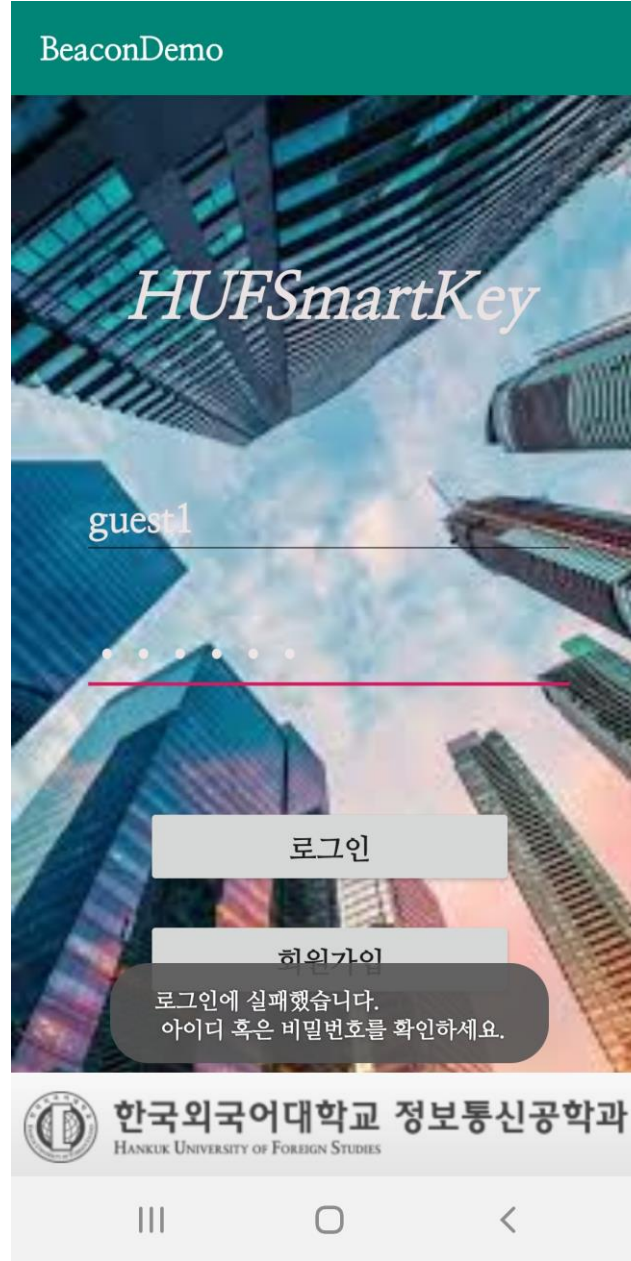 BeaconDemo
HUFSmartKey
guest1
로그인
회원가입
로그인에 실패했습니다.
아이디 혹은 비밀번호를 확인하세요.
한국외국어대학교 정보통신공학과
HANKUK UNIVERSITY OF FOREIGN STUDIES